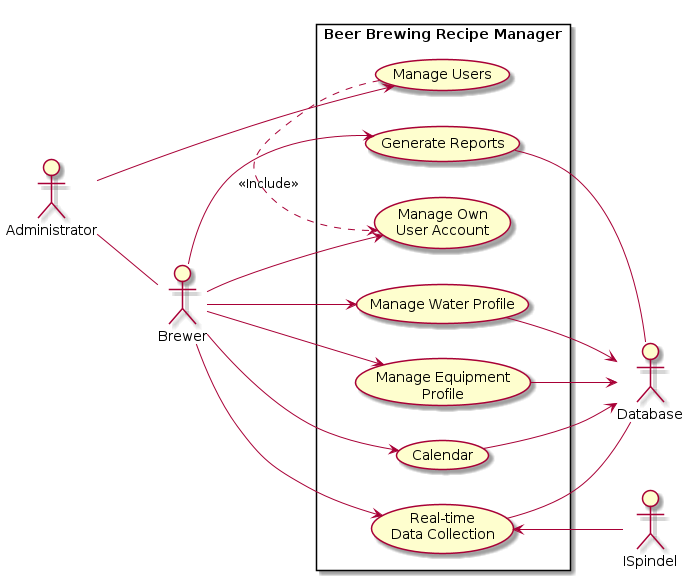 Beer Brewing Recipe Manager
Manage Users
Generate Reports
«Include»
Manage Own
User Account
Administrator
Manage Water Profile
Brewer
Manage Equipment
Profile
Database
Calendar
Real-time
Data Collection
ISpindel